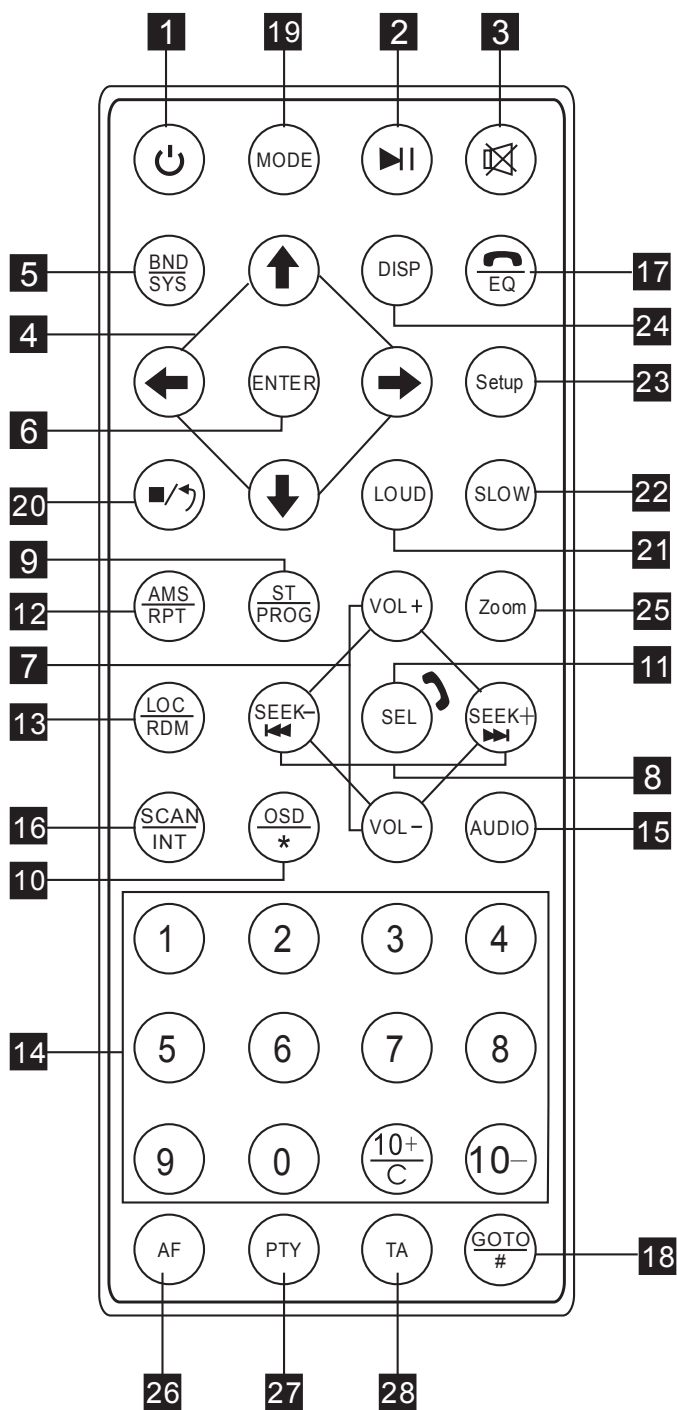 1 19 2 3
MODE
BND
SYS
DISP
EQ
5
17
24
4
ENTER
Setup
23
6
LOUD
SLOW
20
22
21
9
AMS
RPT
ST
PROG
VOL+
Zoom
12
25
7
11
LOC
RDM
SEEK-
SEL
SEEK+
13
8
SCAN
INT
OSD
*
VOL-
AUDIO
16
15
10
1 2 3 4
14
5 6 7 8
9 0 10+
C
10-
AF PTY TA GOTO
#
18
26 27 28